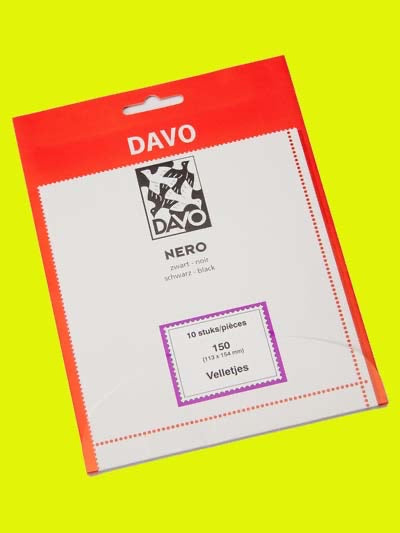 DAVO
DAVO
NERO
zwart - noir
schwarz - black
10 stuks/pièces
150
(113 x 154 mm)
Velletjes